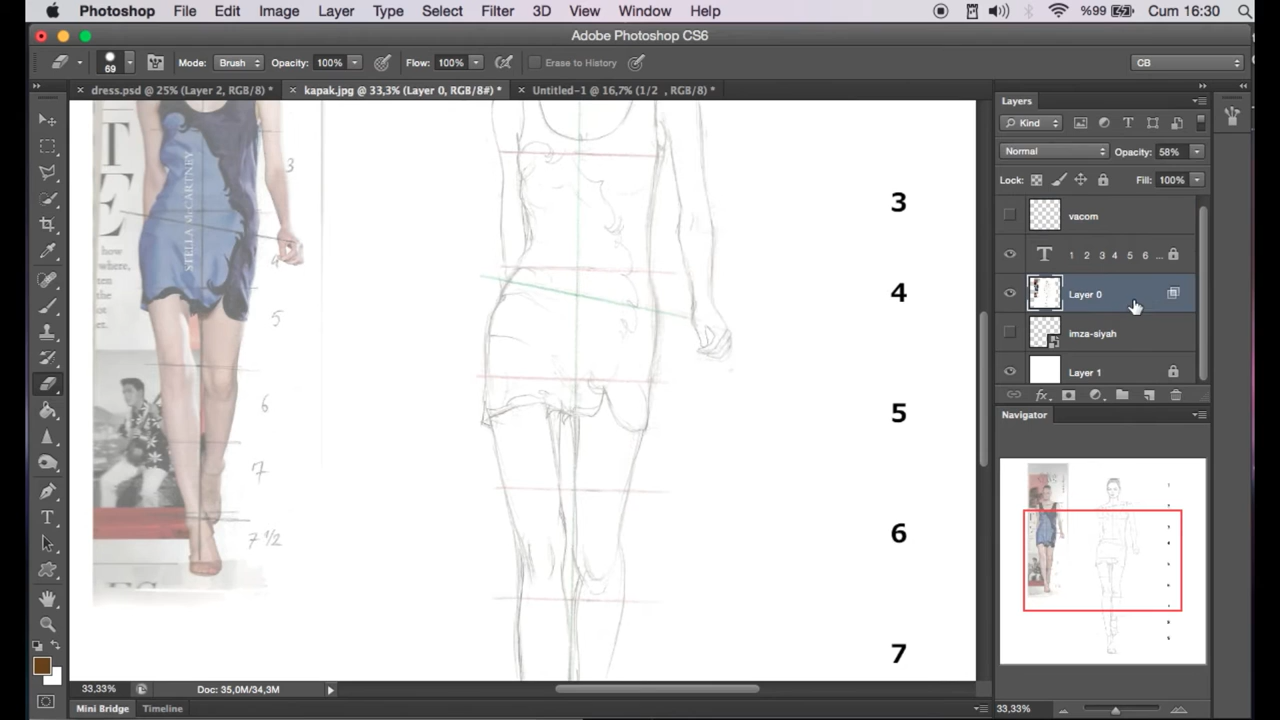 Photoshop File Edit Image Layer Type Select Filter 3D View Window Help %99 Cum 16:30
Adobe Photoshop CS6
69 Mode: Brush Opacity: 100% Flow: 100% Erase to History CB
dress.psd @ 25% (Layer 2, RGB/8) * kapak.jpg @ 33,3% (Layer 0, RGB/8#) * Untitled-1 @ 16,7% (1/2 , RGB/8) *
Layers
Kind
Normal Opacity: 58%
Lock: Fill: 100%
vacom
T 1 2 3 4 5 6 ...
Layer 0
imza-siyah
Layer 1
Navigator
TE
how
where,
STELLA McCARTNEY
3
4
5
6
7
7 1/2
3
4
5
6
7
33,33% Doc: 35,0M/34,3M
33,33%
Mini Bridge Timeline